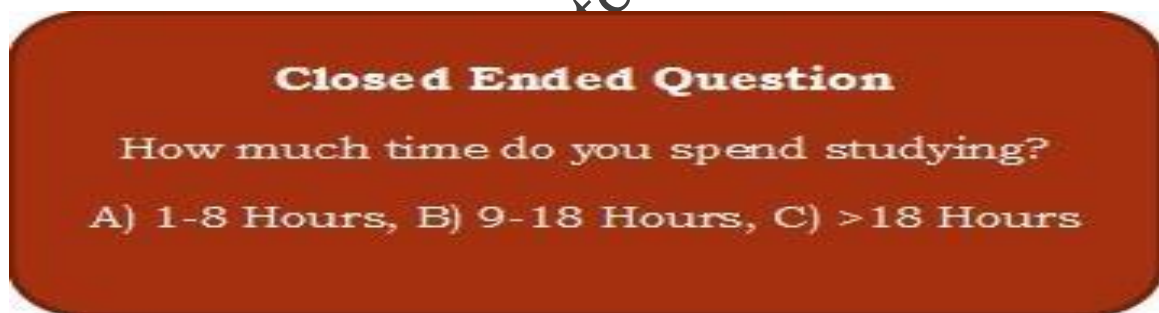 Closed Ended Question
How much time do you spend studying?
A) 1-8 Hours, B) 9-18 Hours, C) >18 Hours